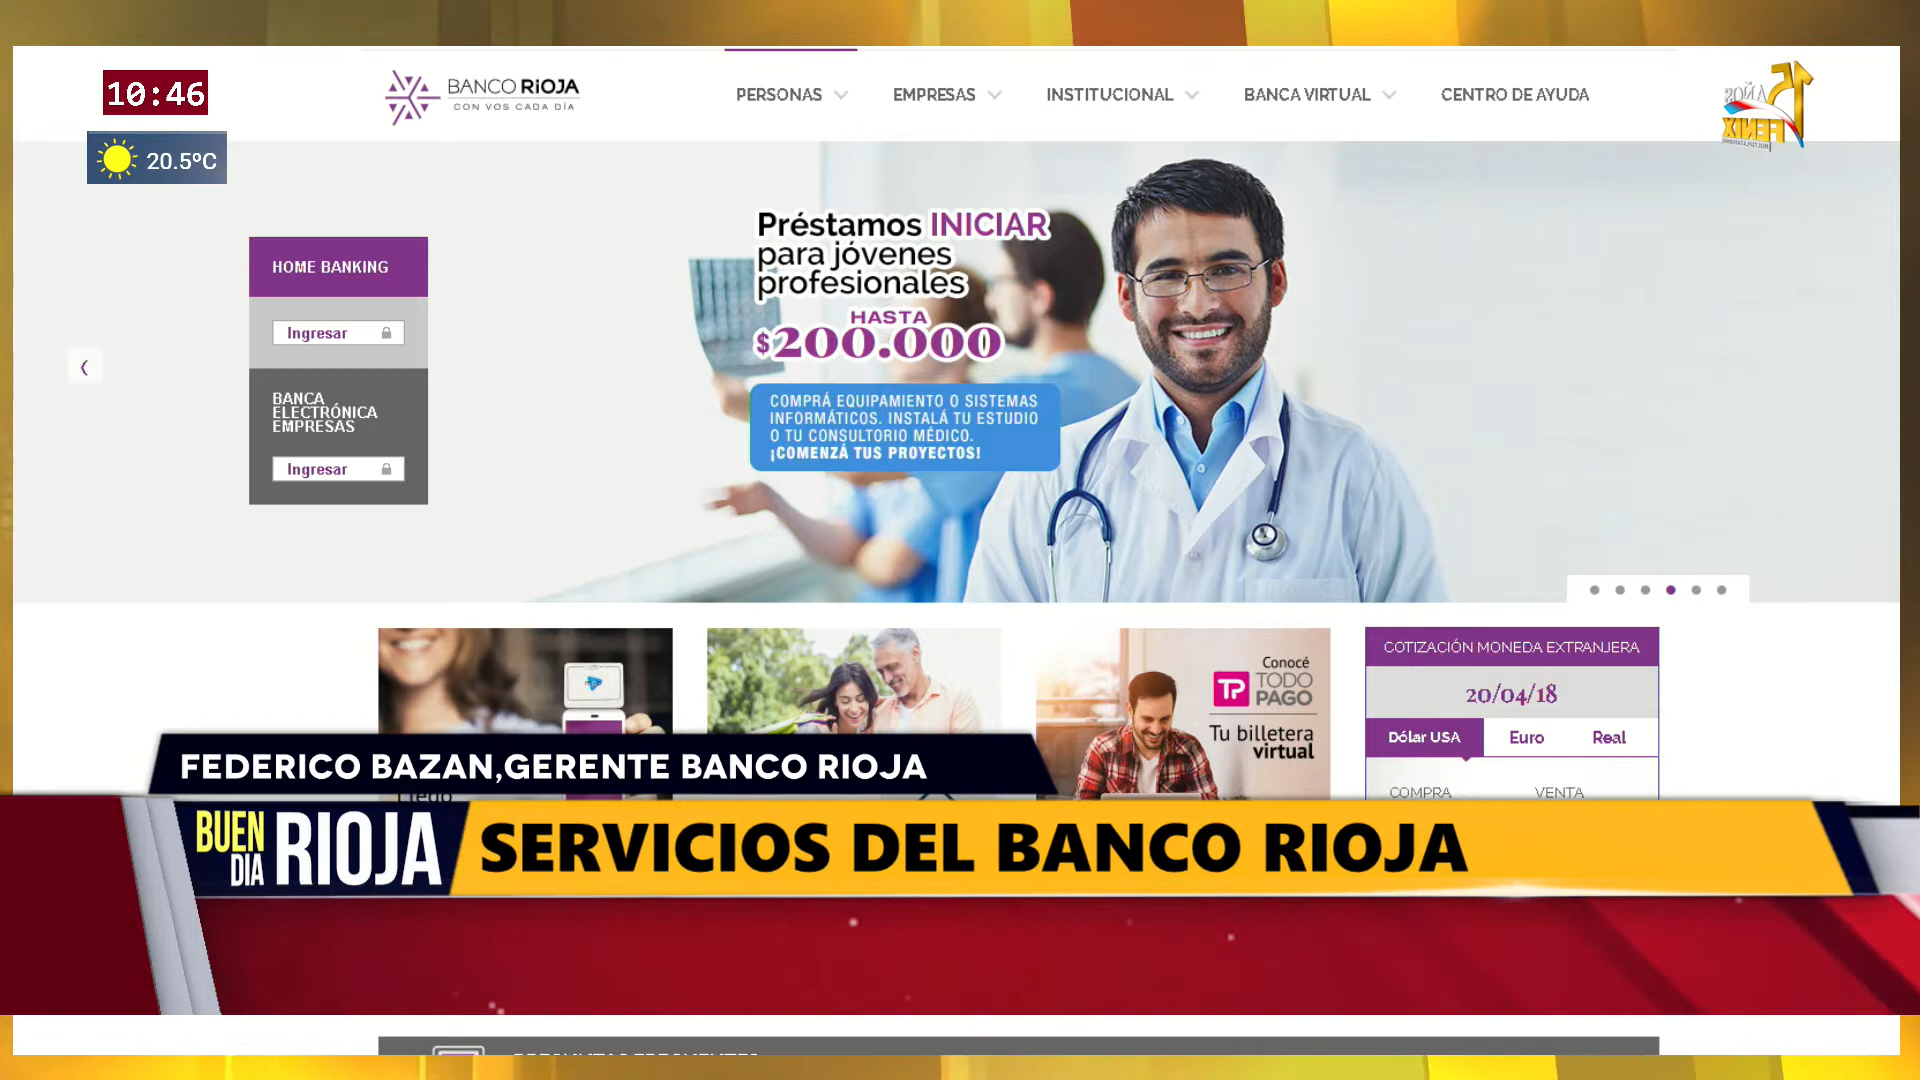 10:46
20.5ºC
BANCO RIOJA
CON VOS CADA DÍA
PERSONAS
EMPRESAS
INSTITUCIONAL
BANCA VIRTUAL
CENTRO DE AYUDA
15
AÑOS
FENIX
HOME BANKING
Ingresar
BANCA
ELECTRÓNICA
EMPRESAS
Ingresar
Préstamos INICIAR
para jóvenes
profesionales
HASTA
$200.000
COMPRÁ EQUIPAMIENTO O SISTEMAS
INFORMÁTICOS. INSTALÁ TU ESTUDIO
O TU CONSULTORIO MÉDICO.
¡COMENZÁ TUS PROYECTOS!
Conocé
TP TODO
PAGO
Tu billetera
virtual
COTIZACIÓN MONEDA EXTRANJERA
20/04/18
Dólar USA Euro Real
COMPRA VENTA
FEDERICO BAZAN,GERENTE BANCO RIOJA
BUEN
DIA
RIOJA
SERVICIOS DEL BANCO RIOJA